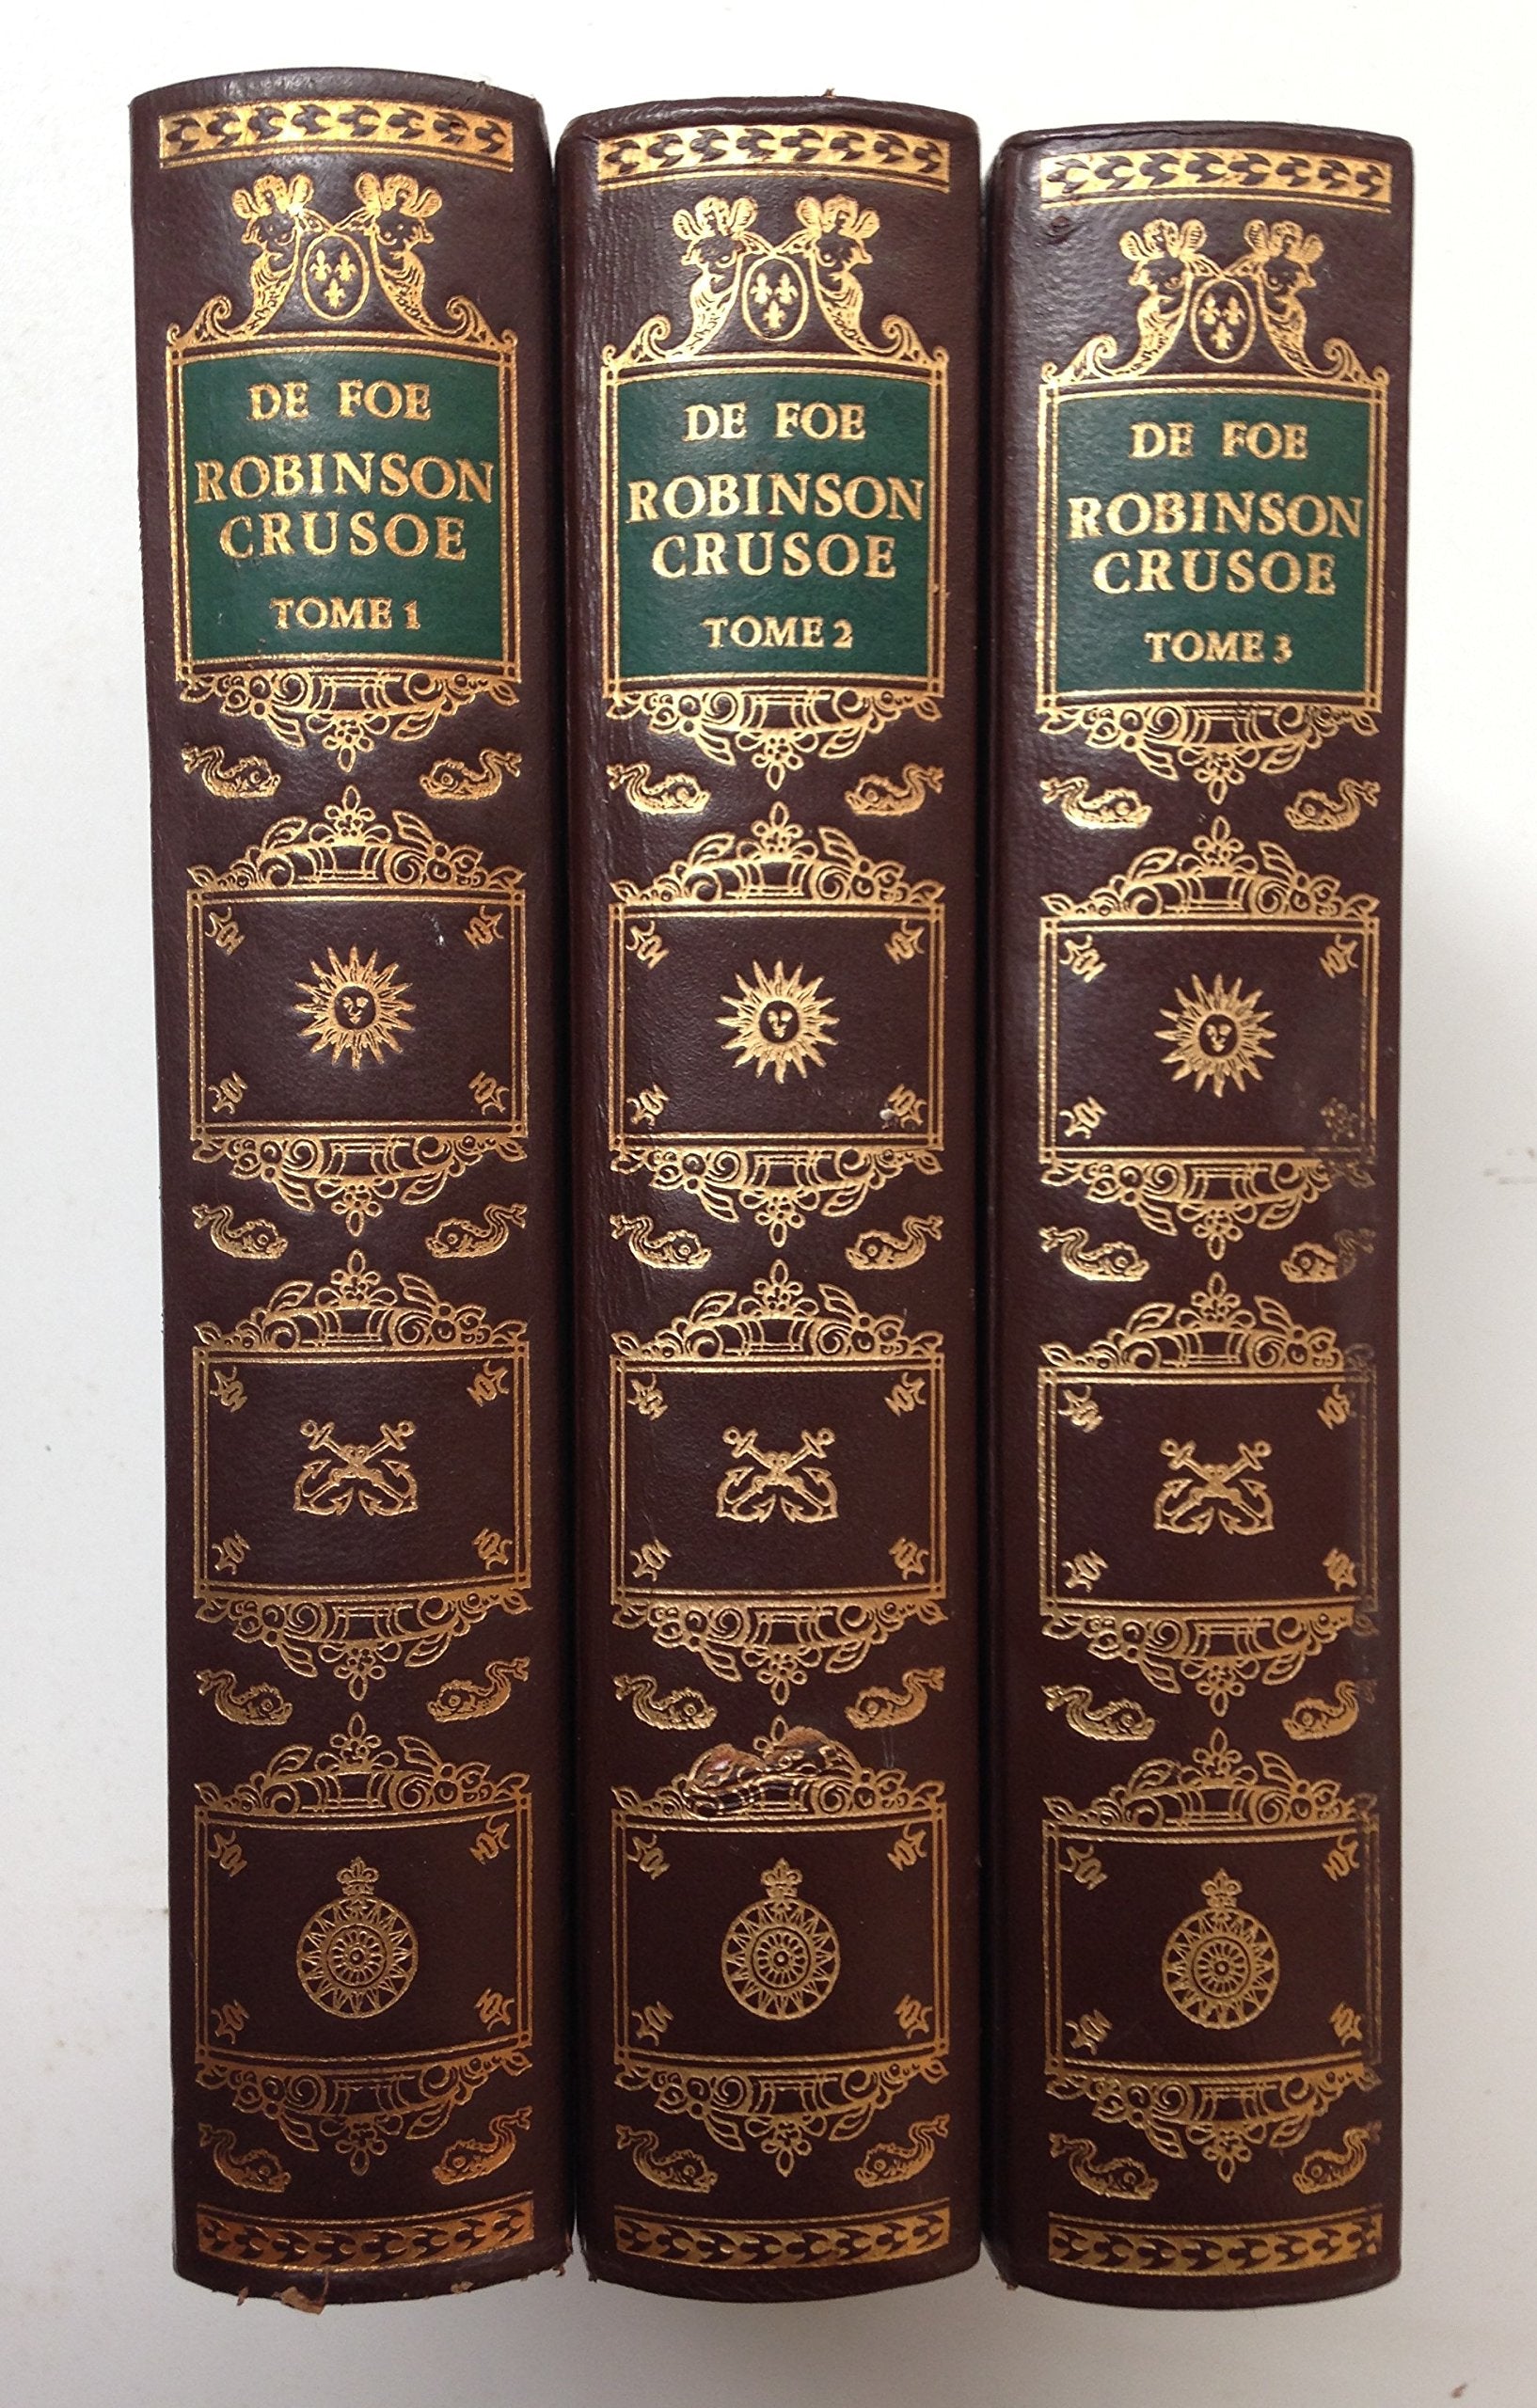 DE FOE
ROBINSON
CRUSOE
TOME 1
DE FOE
ROBINSON
CRUSOE
TOME 2
DE FOE
ROBINSON
CRUSOE
TOME 3